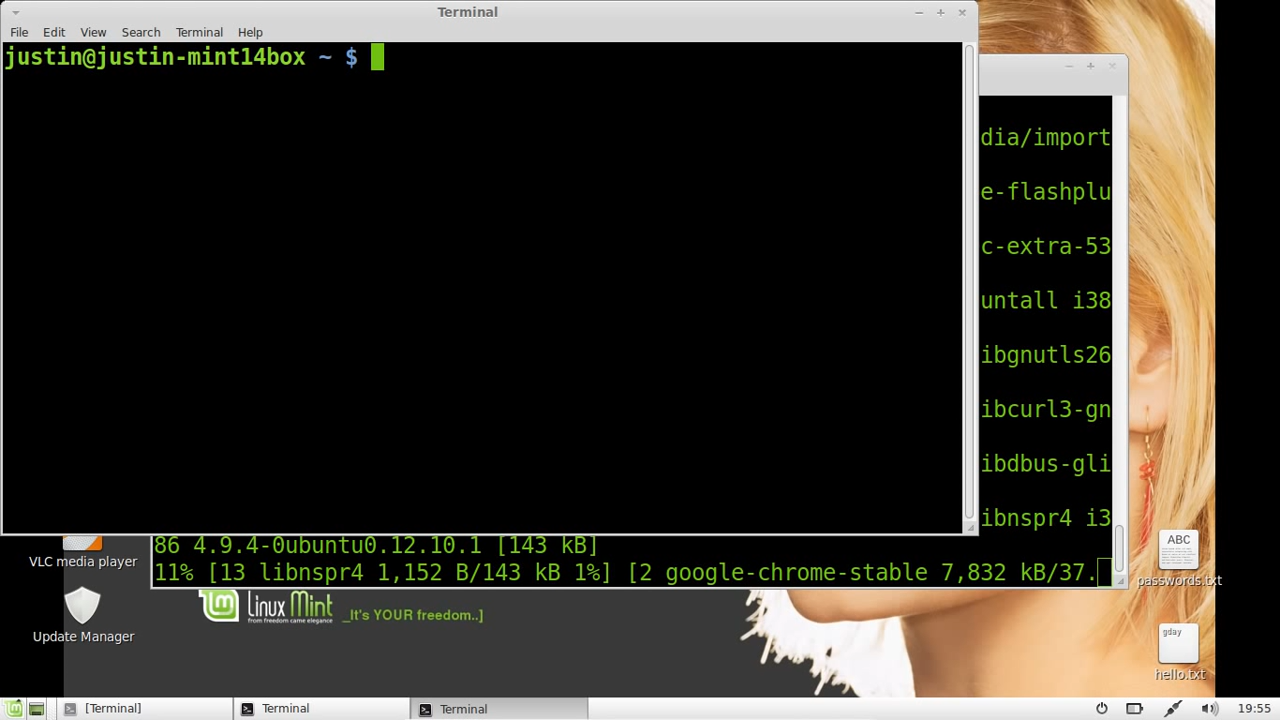 Terminal
File Edit View Search Terminal Help
justin@justin-mint14box ~ $
dia/import
e-flashplu
c-extra-53
untall i38
ibgnutls26
ibcurl3-gn
ibdbus-gli
ibnspr4 i3
86 4.9.4-0ubuntu0.12.10.1 [143 kB]
11% [13 libnspr4 1,152 B/143 kB 1%] [2 google-chrome-stable 7,832 kB/37.
VLC media player
Update Manager
Linux Mint
from freedom came elegance
_It's YOUR freedom..]
ABC
passwords.txt
gday
hello.txt
[Terminal]
Terminal
Terminal
19:55